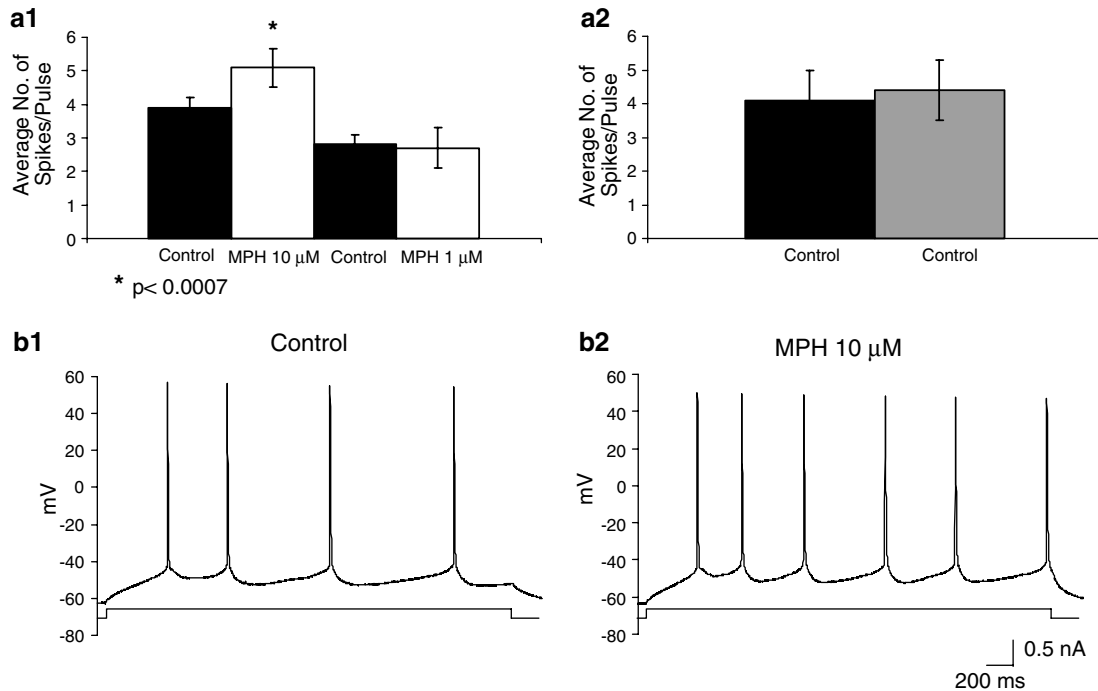 a1
Average No. of
Spikes/Pulse
6
5
4
3
2
1
0
*
Control
MPH 10 μM
Control
MPH 1 μM
* p< 0.0007
a2
Average No. of
Spikes/Pulse
6
5
4
3
2
1
0
Control
Control
b1
Control
mV
60
40
20
0
-20
-40
-60
-80
b2
MPH 10 μM
mV
60
40
20
0
-20
-40
-60
-80
0.5 nA
200 ms